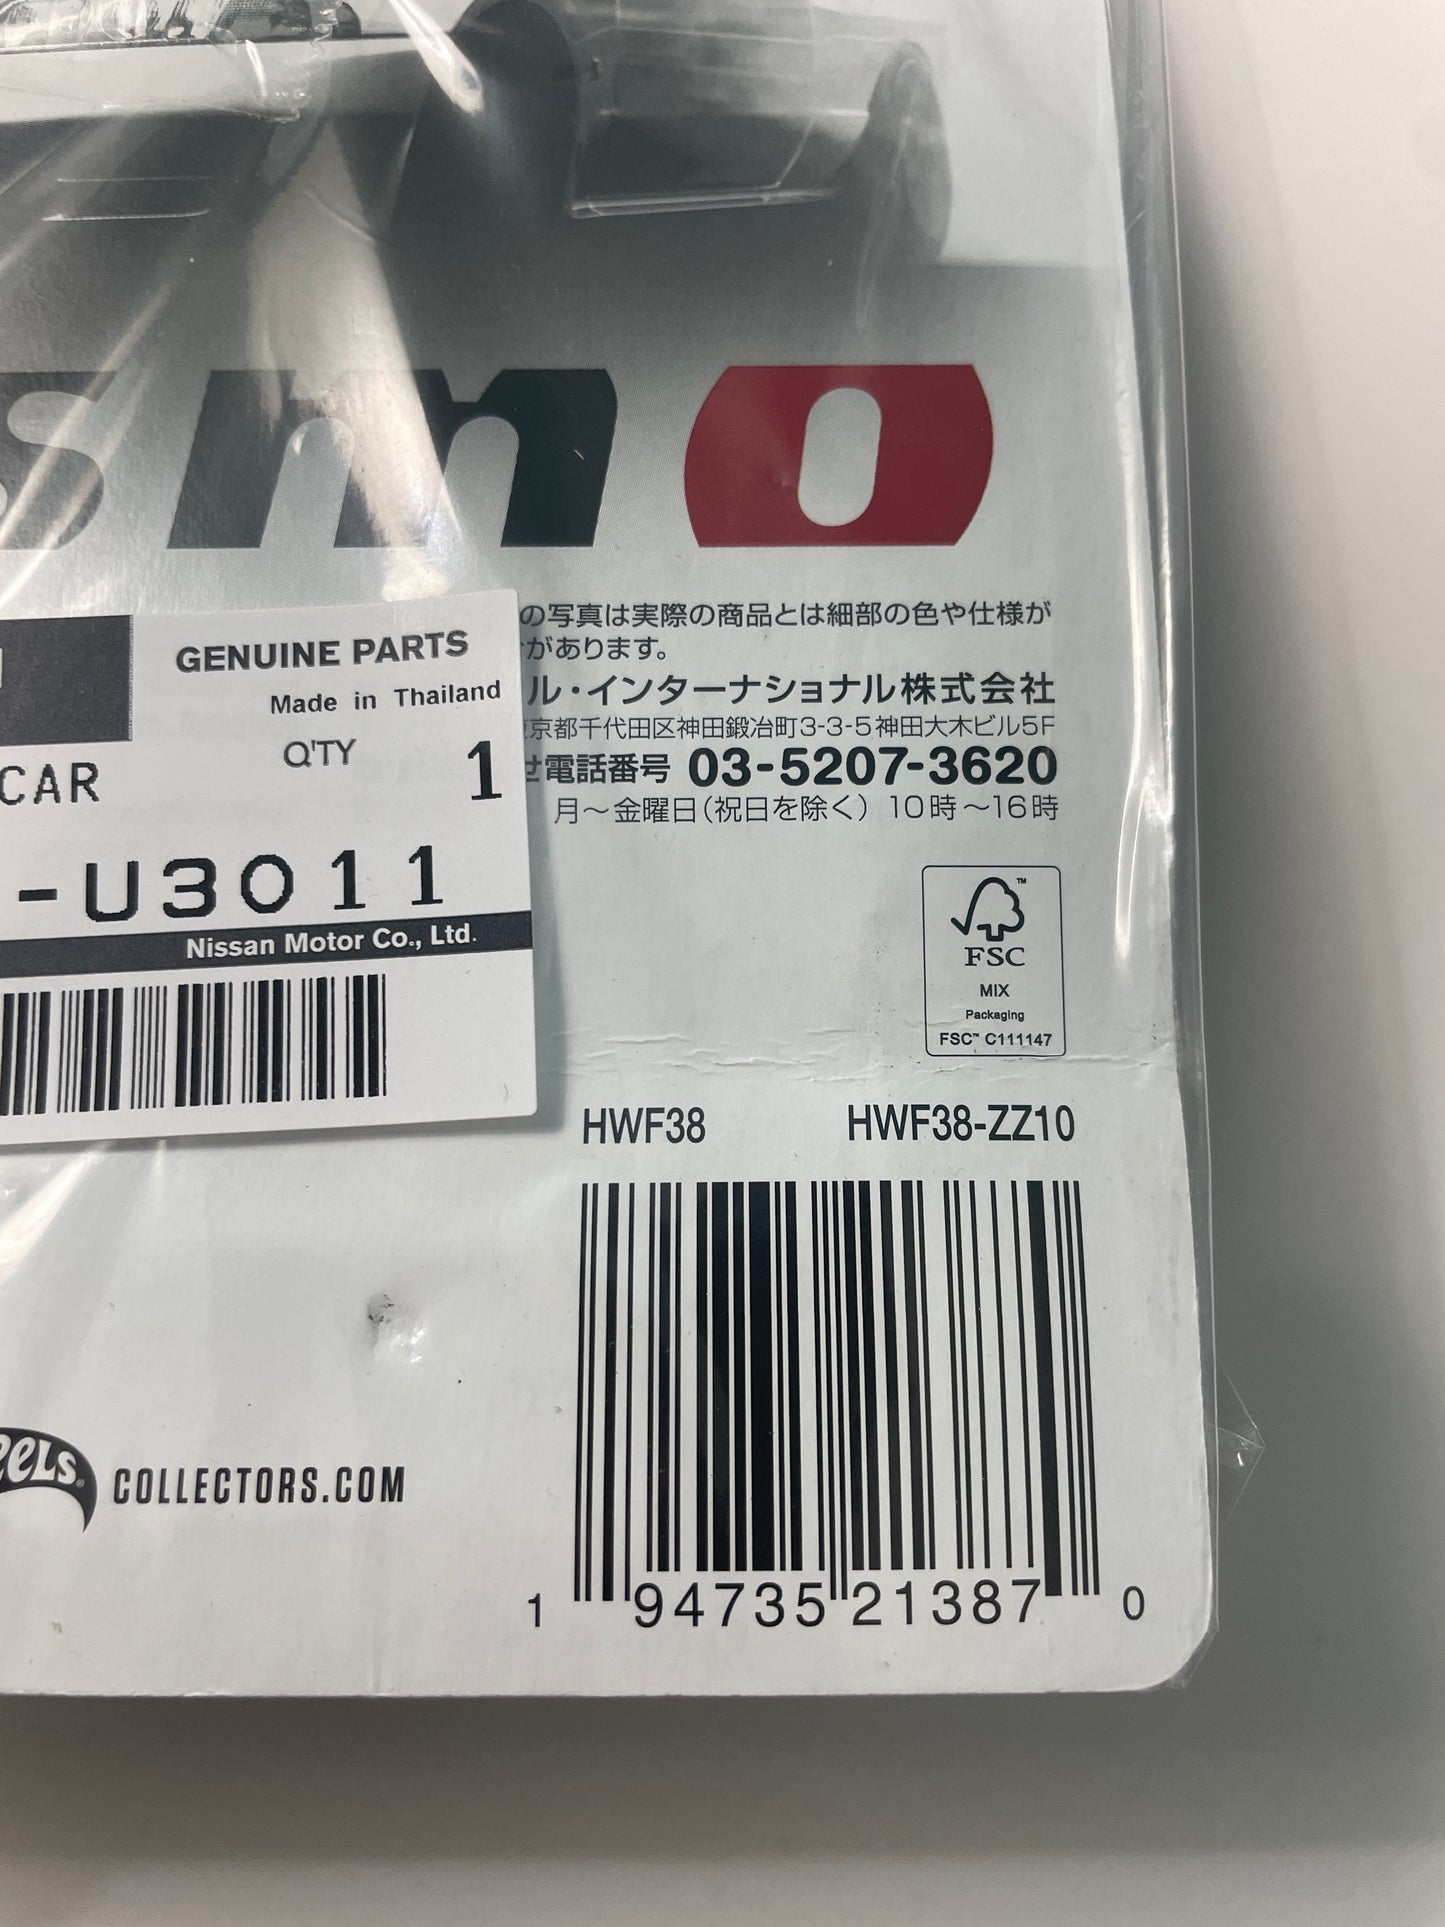 smo
の写真は実際の商品とは細部の色や仕様が
があります。
ル・インターナショナル株式会社
京都千代田区神田鍛冶町3-3-5神田大木ビル5F
せ電話番号 03-5207-3620
月〜金曜日(祝日を除く) 10時〜16時
GENUINE PARTS
Made in Thailand
Q'TY 1
CAR
-U3011
Nissan Motor Co., Ltd.
FSC™
MIX
Packaging
FSC™ C111147
HWF38 HWF38-ZZ10
eels® COLLECTORS.COM
1 94735 21387 0